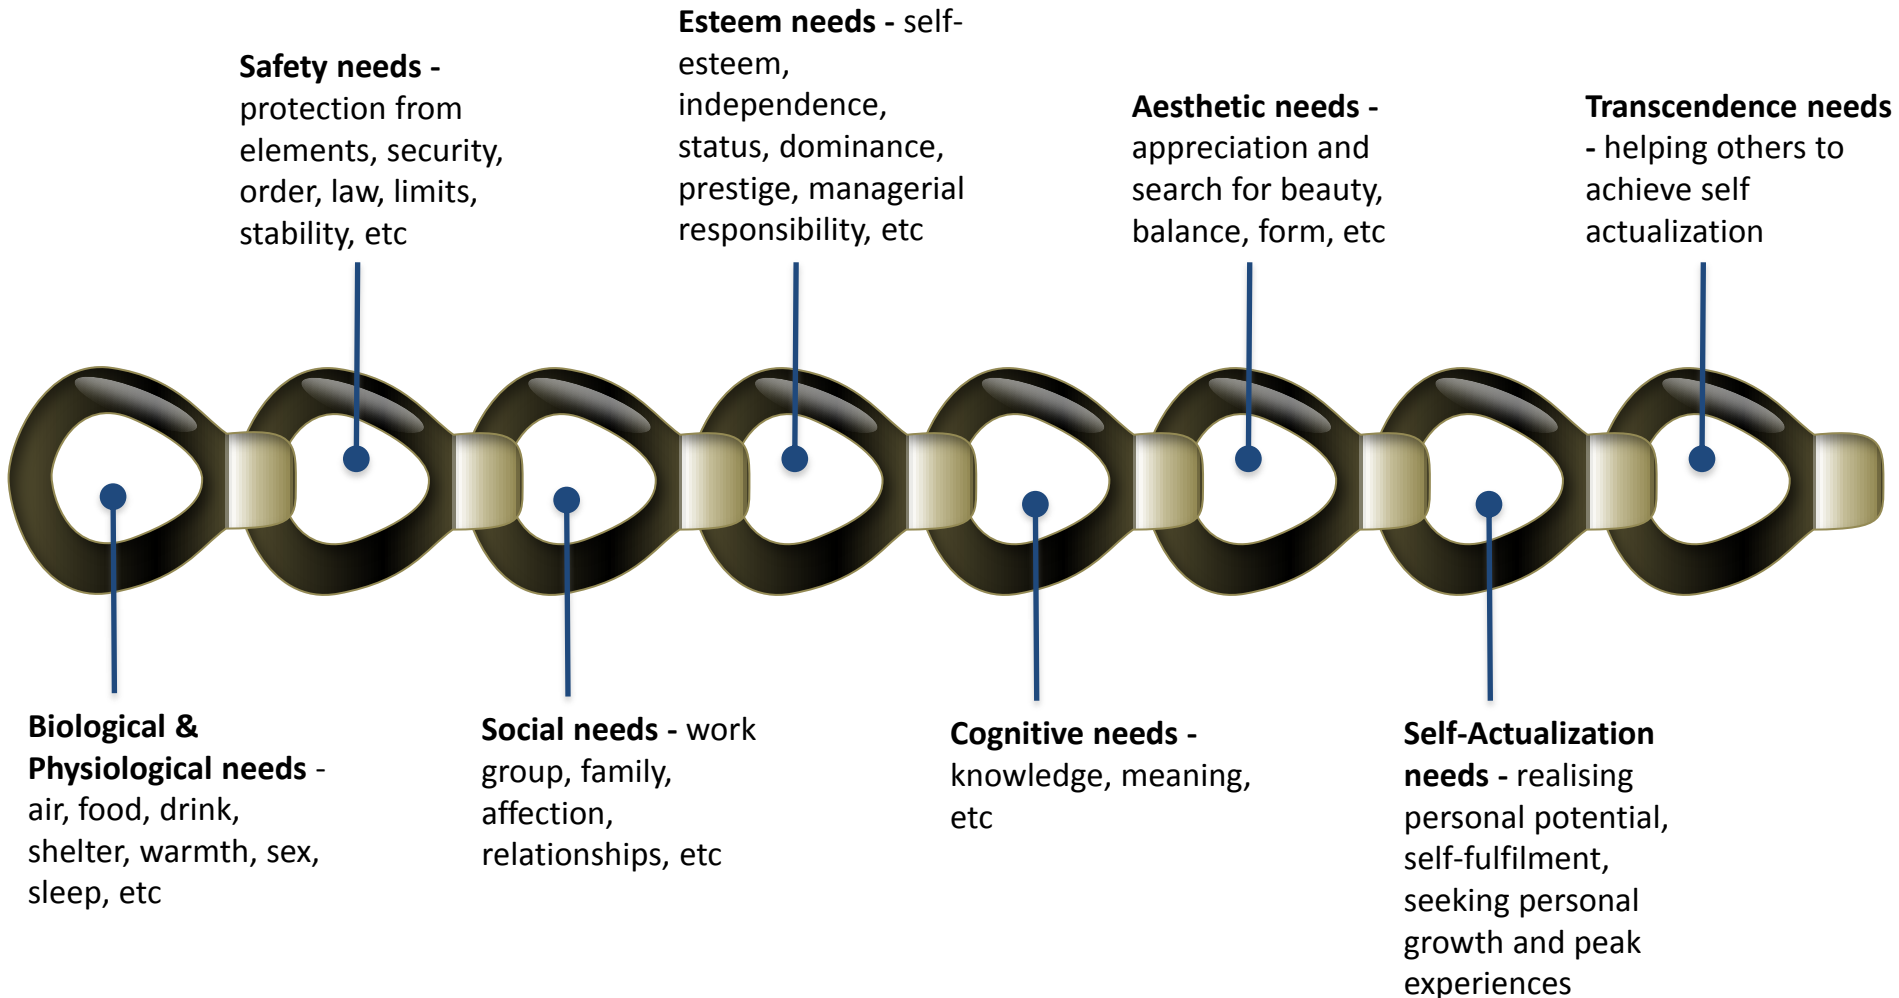 Biological &
Physiological needs -
air, food, drink,
shelter, warmth, sex,
sleep, etc
Safety needs -
protection from
elements, security,
order, law, limits,
stability, etc
Social needs - work
group, family,
affection,
relationships, etc
Esteem needs - self-
esteem,
independence,
status, dominance,
prestige, managerial
responsibility, etc
Cognitive needs -
knowledge, meaning,
etc
Aesthetic needs -
appreciation and
search for beauty,
balance, form, etc
Self-Actualization
needs - realising
personal potential,
self-fulfilment,
seeking personal
growth and peak
experiences
Transcendence needs
- helping others to
achieve self
actualization